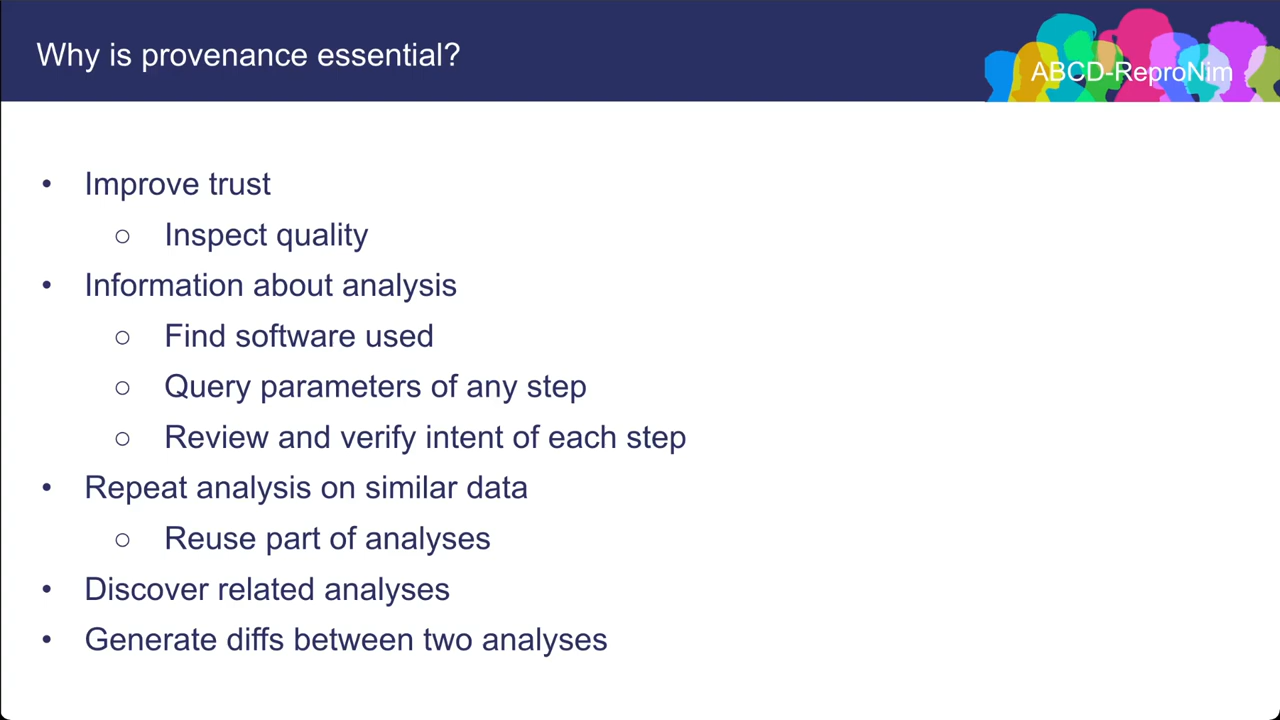 Why is provenance essential?
ABCD-ReproNim
• Improve trust
○ Inspect quality
• Information about analysis
○ Find software used
○ Query parameters of any step
○ Review and verify intent of each step
• Repeat analysis on similar data
○ Reuse part of analyses
• Discover related analyses
• Generate diffs between two analyses